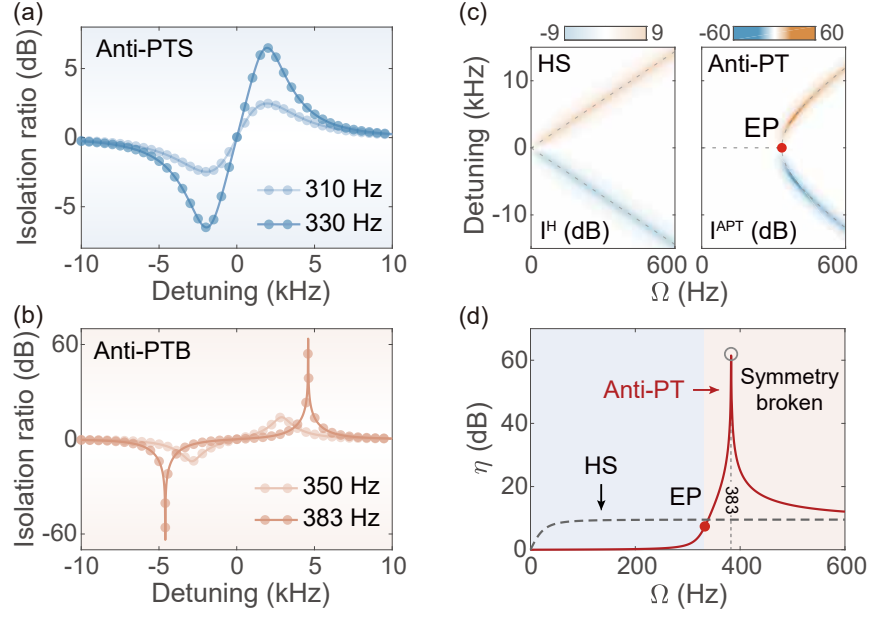 (a)
Isolation ratio (dB)
5
0
-5
Anti-PTS
310 Hz
330 Hz
-10
-5
0
5
10
Detuning (kHz)
(b)
Isolation ratio (dB)
60
0
-60
Anti-PTB
350 Hz
383 Hz
-10
-5
0
5
10
Detuning (kHz)
(c)
-9
9
-60
60
Detuning (kHz)
10
0
-10
HS
I^H (dB)
Anti-PT
EP
I^APT (dB)
0
600
0
600
Ω (Hz)
(d)
η (dB)
60
40
20
0
Anti-PT
Symmetry
broken
HS
EP
383
0
200
400
600
Ω (Hz)